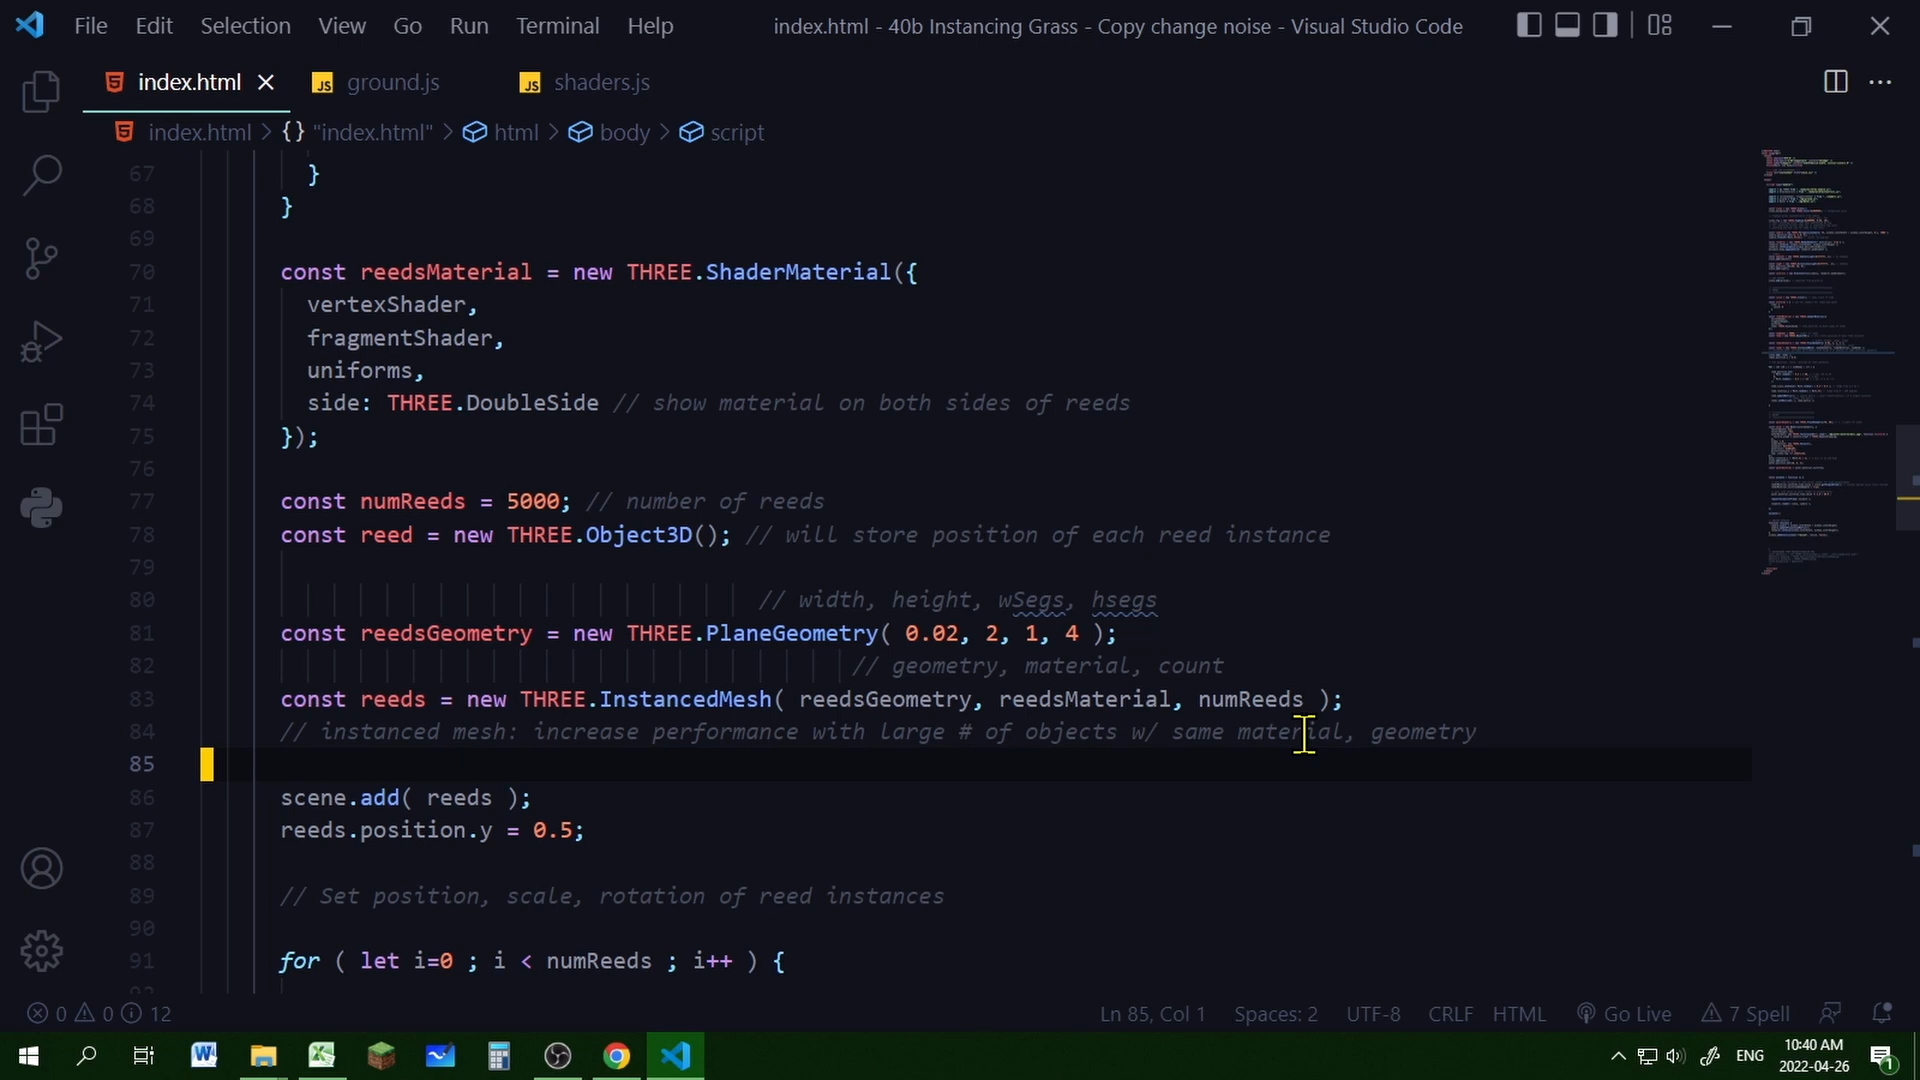 File Edit Selection View Go Run Terminal Help index.html - 40b Instancing Grass - Copy change noise - Visual Studio Code
index.html ground.js shaders.js
index.html > {} "index.html" > html > body > script
67 }
68 }
69
70 const reedsMaterial = new THREE.ShaderMaterial({
71 vertexShader,
72 fragmentShader,
73 uniforms,
74 side: THREE.DoubleSide // show material on both sides of reeds
75 });
76
77 const numReeds = 5000; // number of reeds
78 const reed = new THREE.Object3D(); // will store position of each reed instance
79
80 // width, height, wSegs, hsegs
81 const reedsGeometry = new THREE.PlaneGeometry( 0.02, 2, 1, 4 );
82 // geometry, material, count
83 const reeds = new THREE.InstancedMesh( reedsGeometry, reedsMaterial, numReeds );
84 // instanced mesh: increase performance with large # of objects w/ same material, geometry
85
86 scene.add( reeds );
87 reeds.position.y = 0.5;
88
89 // Set position, scale, rotation of reed instances
90
91 for ( let i=0 ; i < numReeds ; i++ ) {
0 0 12 Ln 85, Col 1 Spaces: 2 UTF-8 CRLF HTML Go Live 7 Spell
ENG 10:40 AM
2022-04-26 1